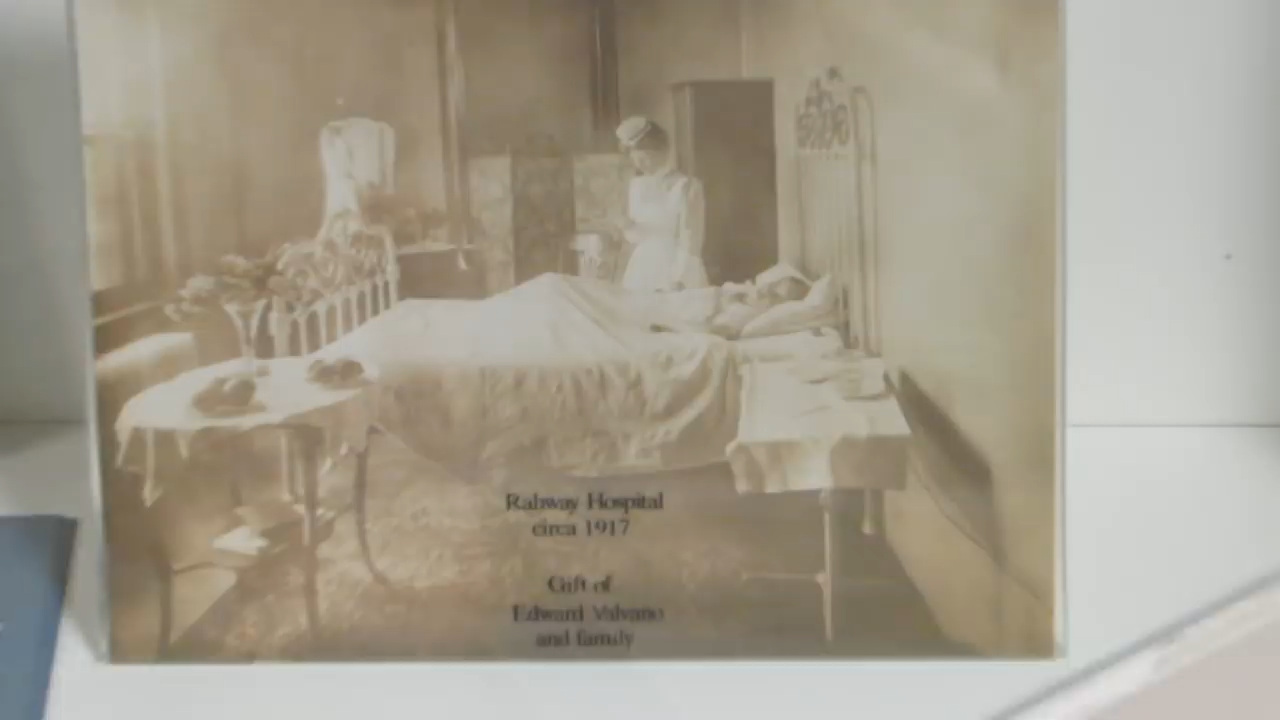 Rahway Hospital
circa 1917
Gift of
Edward Valvano
and family